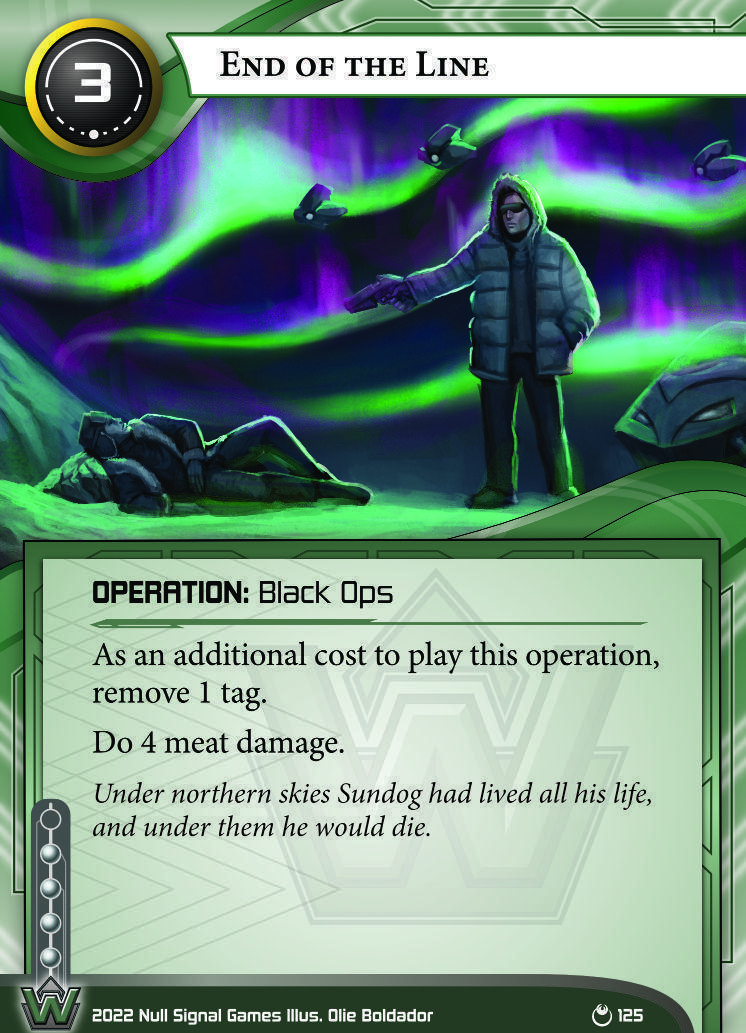 3
End of the Line
OPERATION: Black Ops
As an additional cost to play this operation,
remove 1 tag.
Do 4 meat damage.
Under northern skies Sundog had lived all his life,
and under them he would die.
W
2022 Null Signal Games Illus. Olie Boldador
125